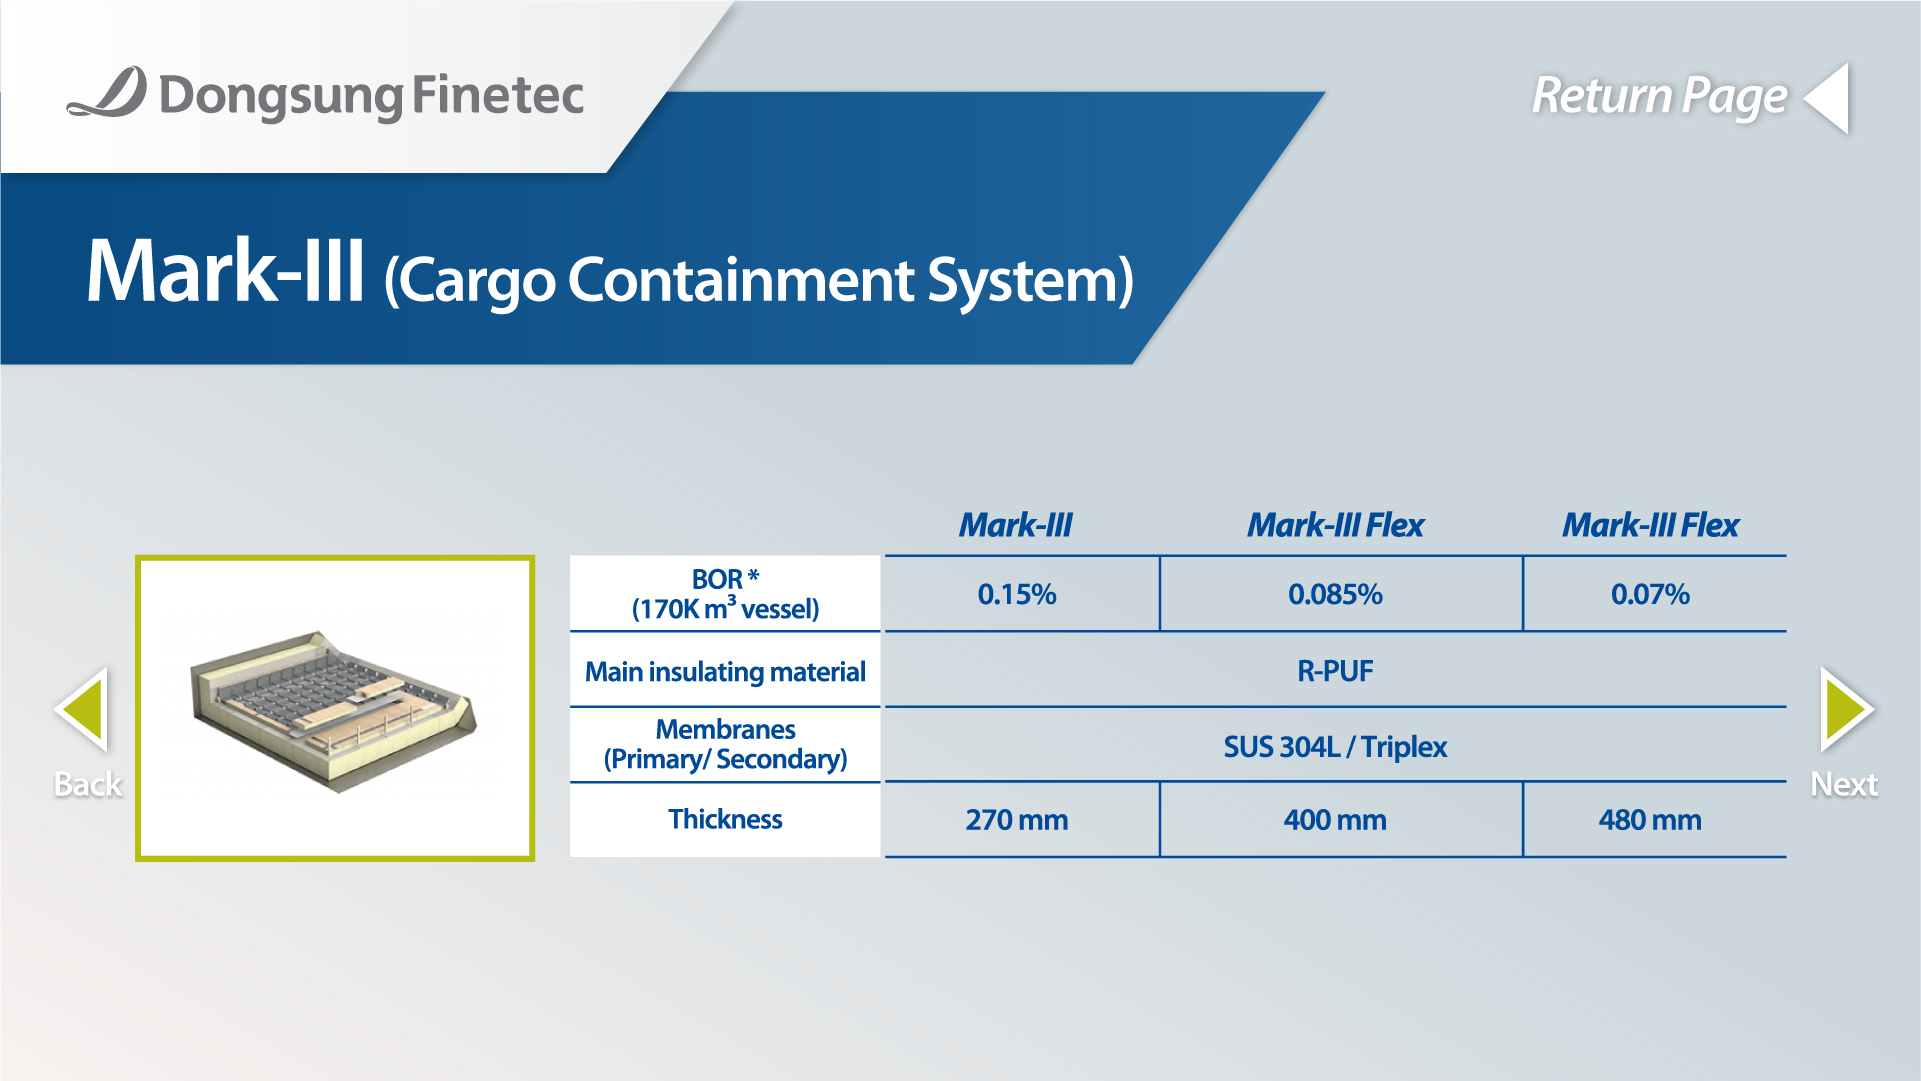 Dongsung Finetec
Return Page
Mark-III (Cargo Containment System)
Mark-III Mark-III Flex Mark-III Flex
BOR *
(170K m³ vessel)
0.15% 0.085% 0.07%
Main insulating material
R-PUF
Membranes
(Primary/ Secondary)
SUS 304L / Triplex
Thickness
270 mm 400 mm 480 mm
Back
Next